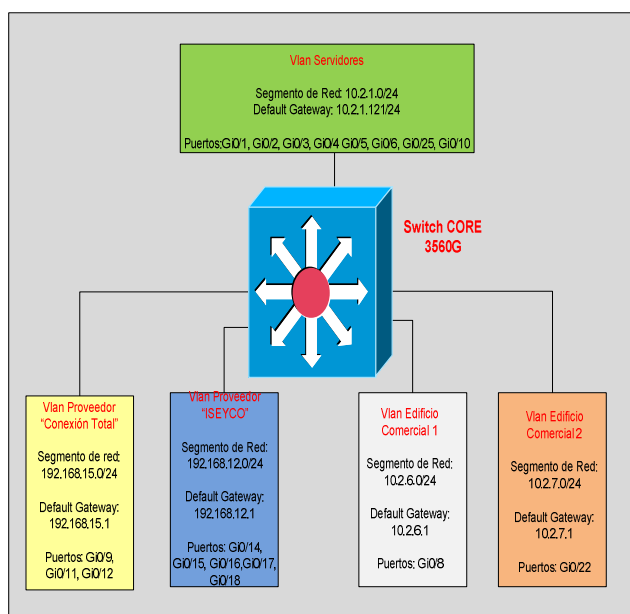 Vlan Servidores
Segmento de Red: 10.2.1.0/24
Default Gateway: 10.2.1.121/24
Puertos:Gi0/1, Gi0/2, Gi0/3, Gi0/4 Gi0/5, Gi0/6, Gi0/25, Gi0/10
Switch CORE
3560G
Vlan Proveedor
“Conexión Total”
Segmento de red:
192.168.15.0/24
Default Gateway:
192.168.15.1
Puertos: Gi0/9,
Gi0/11, Gi0/12
Vlan Proveedor
“ISEYCO”
Segmento de Red:
192.168.12.0/24
Default Gateway:
192.168.12.1
Puertos: Gi0/14,
Gi0/15, Gi0/16,Gi0/17,
Gi0/18
Vlan Edificio
Comercial 1
Segmento de Red:
10.2.6.0/24
Default Gateway:
10.2.6.1
Puertos; Gi0/8
Vlan Edificio
Comercial 2
Segmento de Red:
10.2.7.0/24
Default Gateway:
10.2.7.1
Puertos: Gi0/22